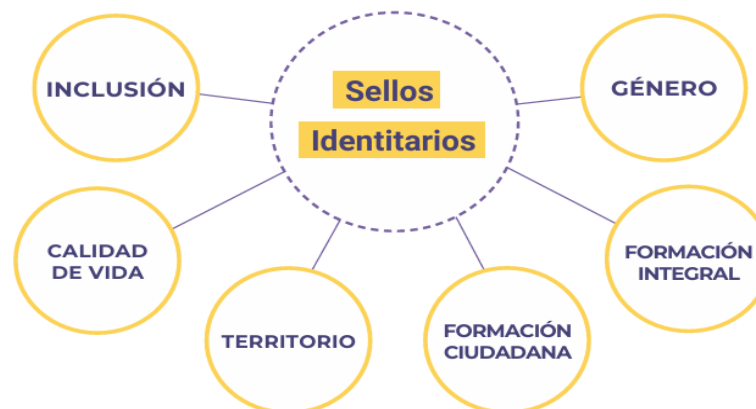 Sellos
Identitarios
INCLUSIÓN
GÉNERO
CALIDAD
DE VIDA
FORMACIÓN
INTEGRAL
TERRITORIO
FORMACIÓN
CIUDADANA